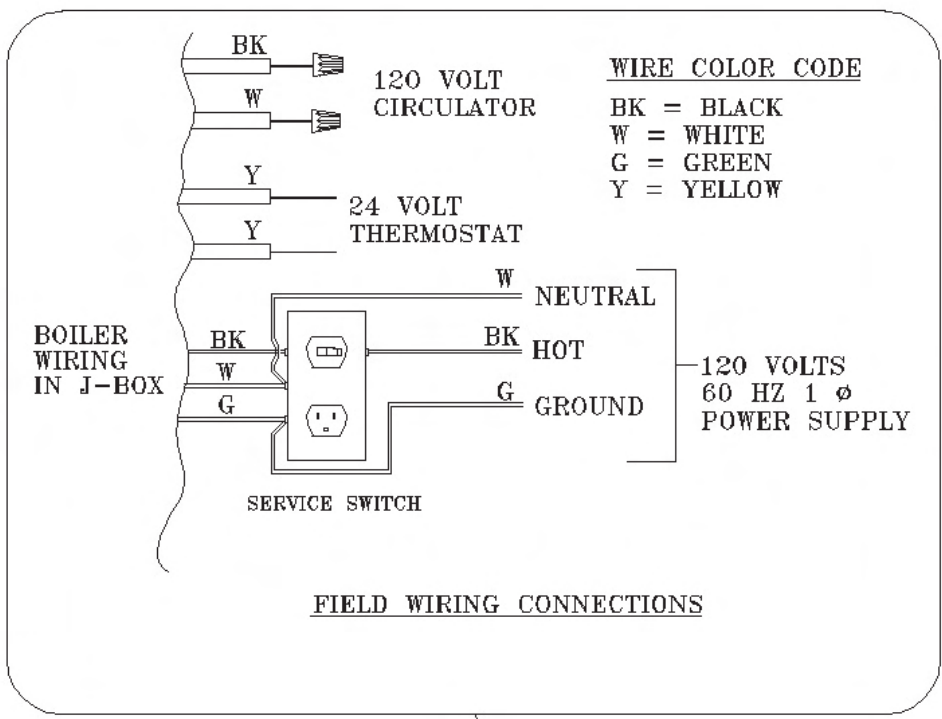 BK
W
120 VOLT
CIRCULATOR
WIRE COLOR CODE
BK = BLACK
W = WHITE
G = GREEN
Y = YELLOW
Y
Y
24 VOLT
THERMOSTAT
W
NEUTRAL
BOILER
WIRING
IN J-BOX
BK
W
G
BK
HOT
G
GROUND
120 VOLTS
60 HZ 1 ø
POWER SUPPLY
SERVICE SWITCH
FIELD WIRING CONNECTIONS